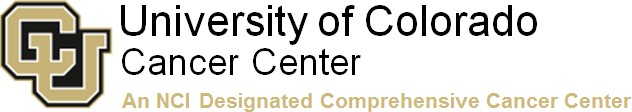 CU University of Colorado
Cancer Center
An NCI Designated Comprehensive Cancer Center